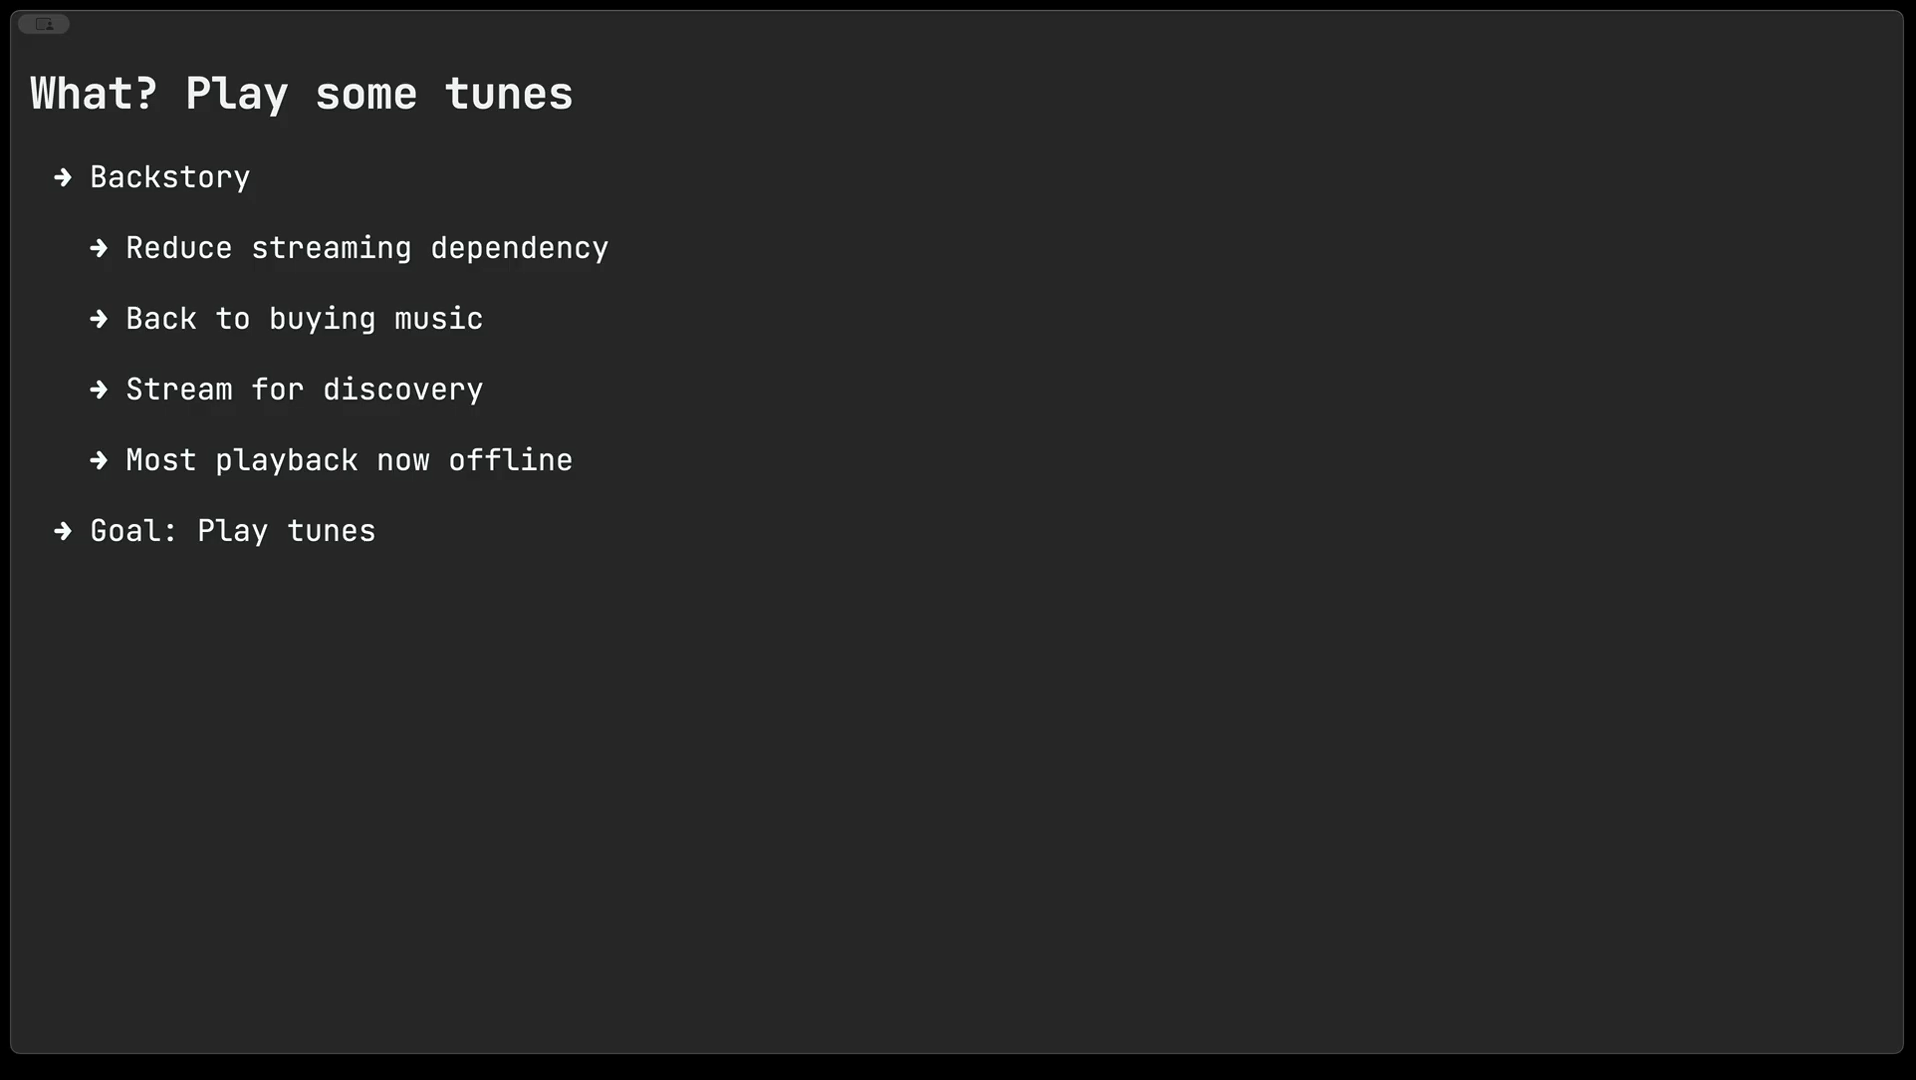 What? Play some tunes
→ Backstory
→ Reduce streaming dependency
→ Back to buying music
→ Stream for discovery
→ Most playback now offline
→ Goal: Play tunes